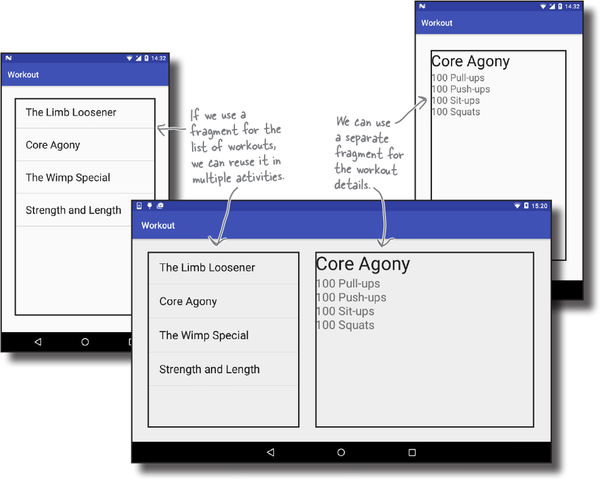 14:32
Workout
The Limb Loosener
Core Agony
The Wimp Special
Strength and Length
If we use a
fragment for the
list of workouts,
we can reuse it in
multiple activities.
We can use
a separate
fragment for
the workout
details.
14:32
Workout
Core Agony
100 Pull-ups
100 Push-ups
100 Sit-ups
100 Squats
15:20
Workout
The Limb Loosener
Core Agony
The Wimp Special
Strength and Length
Core Agony
100 Pull-ups
100 Push-ups
100 Sit-ups
100 Squats